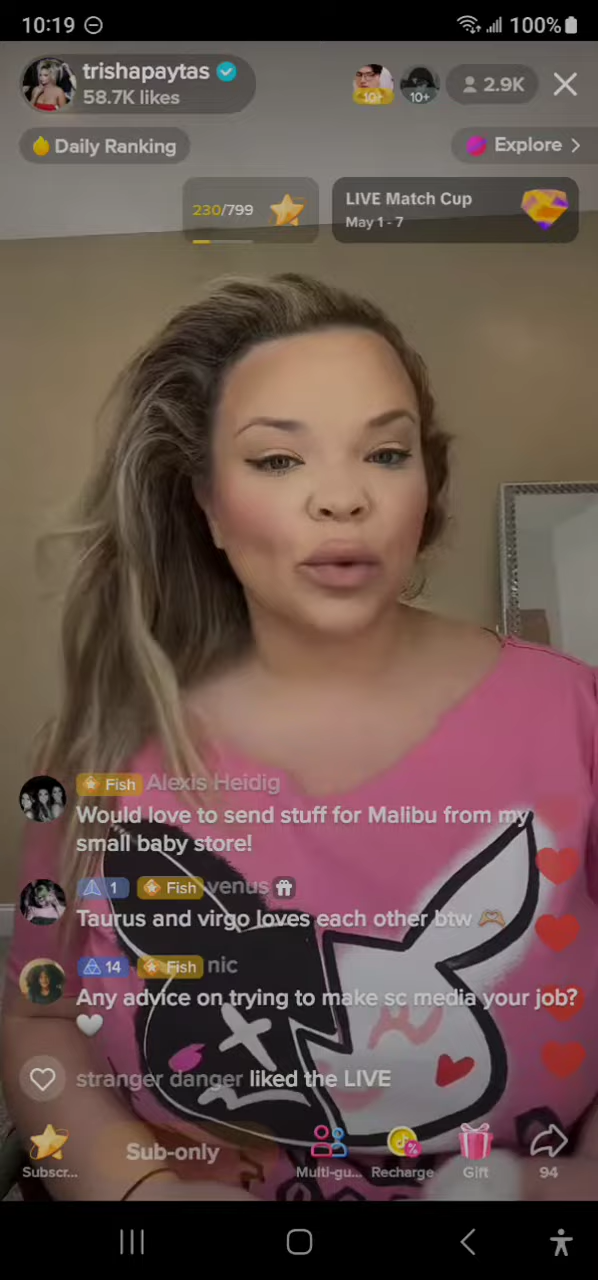 10:19 100%
trishapaytas
58.7K likes
10+ 10+ 2.9K
Daily Ranking Explore >
230/799
LIVE Match Cup
May 1 - 7
Fish Alexis Heidig
Would love to send stuff for Malibu from my
small baby store!
1 Fish venus
Taurus and virgo loves each other btw 🫶
14 Fish nic
Any advice on trying to make sc media your job?
🤍
stranger danger liked the LIVE
Subscr... Sub-only Multi-gu... Recharge Gift 94